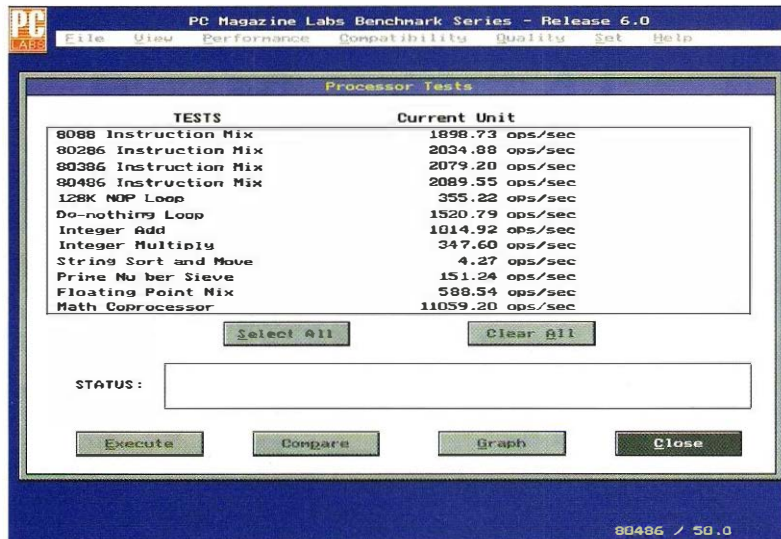 PC LABS
PC Magazine Labs Benchmark Series - Release 6.0
File View Performance Compatibility Quality Set Help
Processor Tests
TESTS Current Unit
8088 Instruction Mix 1898.73 ops/sec
80286 Instruction Mix 2034.88 ops/sec
80386 Instruction Mix 2079.20 ops/sec
80486 Instruction Mix 2089.55 ops/sec
128K NOP Loop 355.22 ops/sec
Do-nothing Loop 1520.79 ops/sec
Integer Add 1014.92 ops/sec
Integer Multiply 347.60 ops/sec
String Sort and Move 4.27 ops/sec
Prime Nu ber Sieve 151.24 ops/sec
Floating Point Mix 588.54 ops/sec
Math Coprocessor 11059.20 ops/sec
Select All Clear All
STATUS:
Execute Compare Graph Close
80486 / 50.0